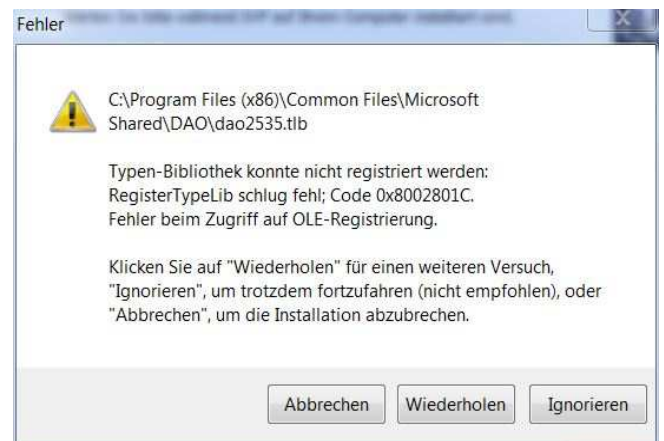 Fehler
C:\Program Files (x86)\Common Files\Microsoft
Shared\DAO\dao2535.tlb
Typen-Bibliothek konnte nicht registriert werden:
RegisterTypeLib schlug fehl; Code 0x8002801C.
Fehler beim Zugriff auf OLE-Registrierung.
Klicken Sie auf "Wiederholen" für einen weiteren Versuch,
"Ignorieren", um trotzdem fortzufahren (nicht empfohlen), oder
"Abbrechen", um die Installation abzubrechen.
Abbrechen Wiederholen Ignorieren